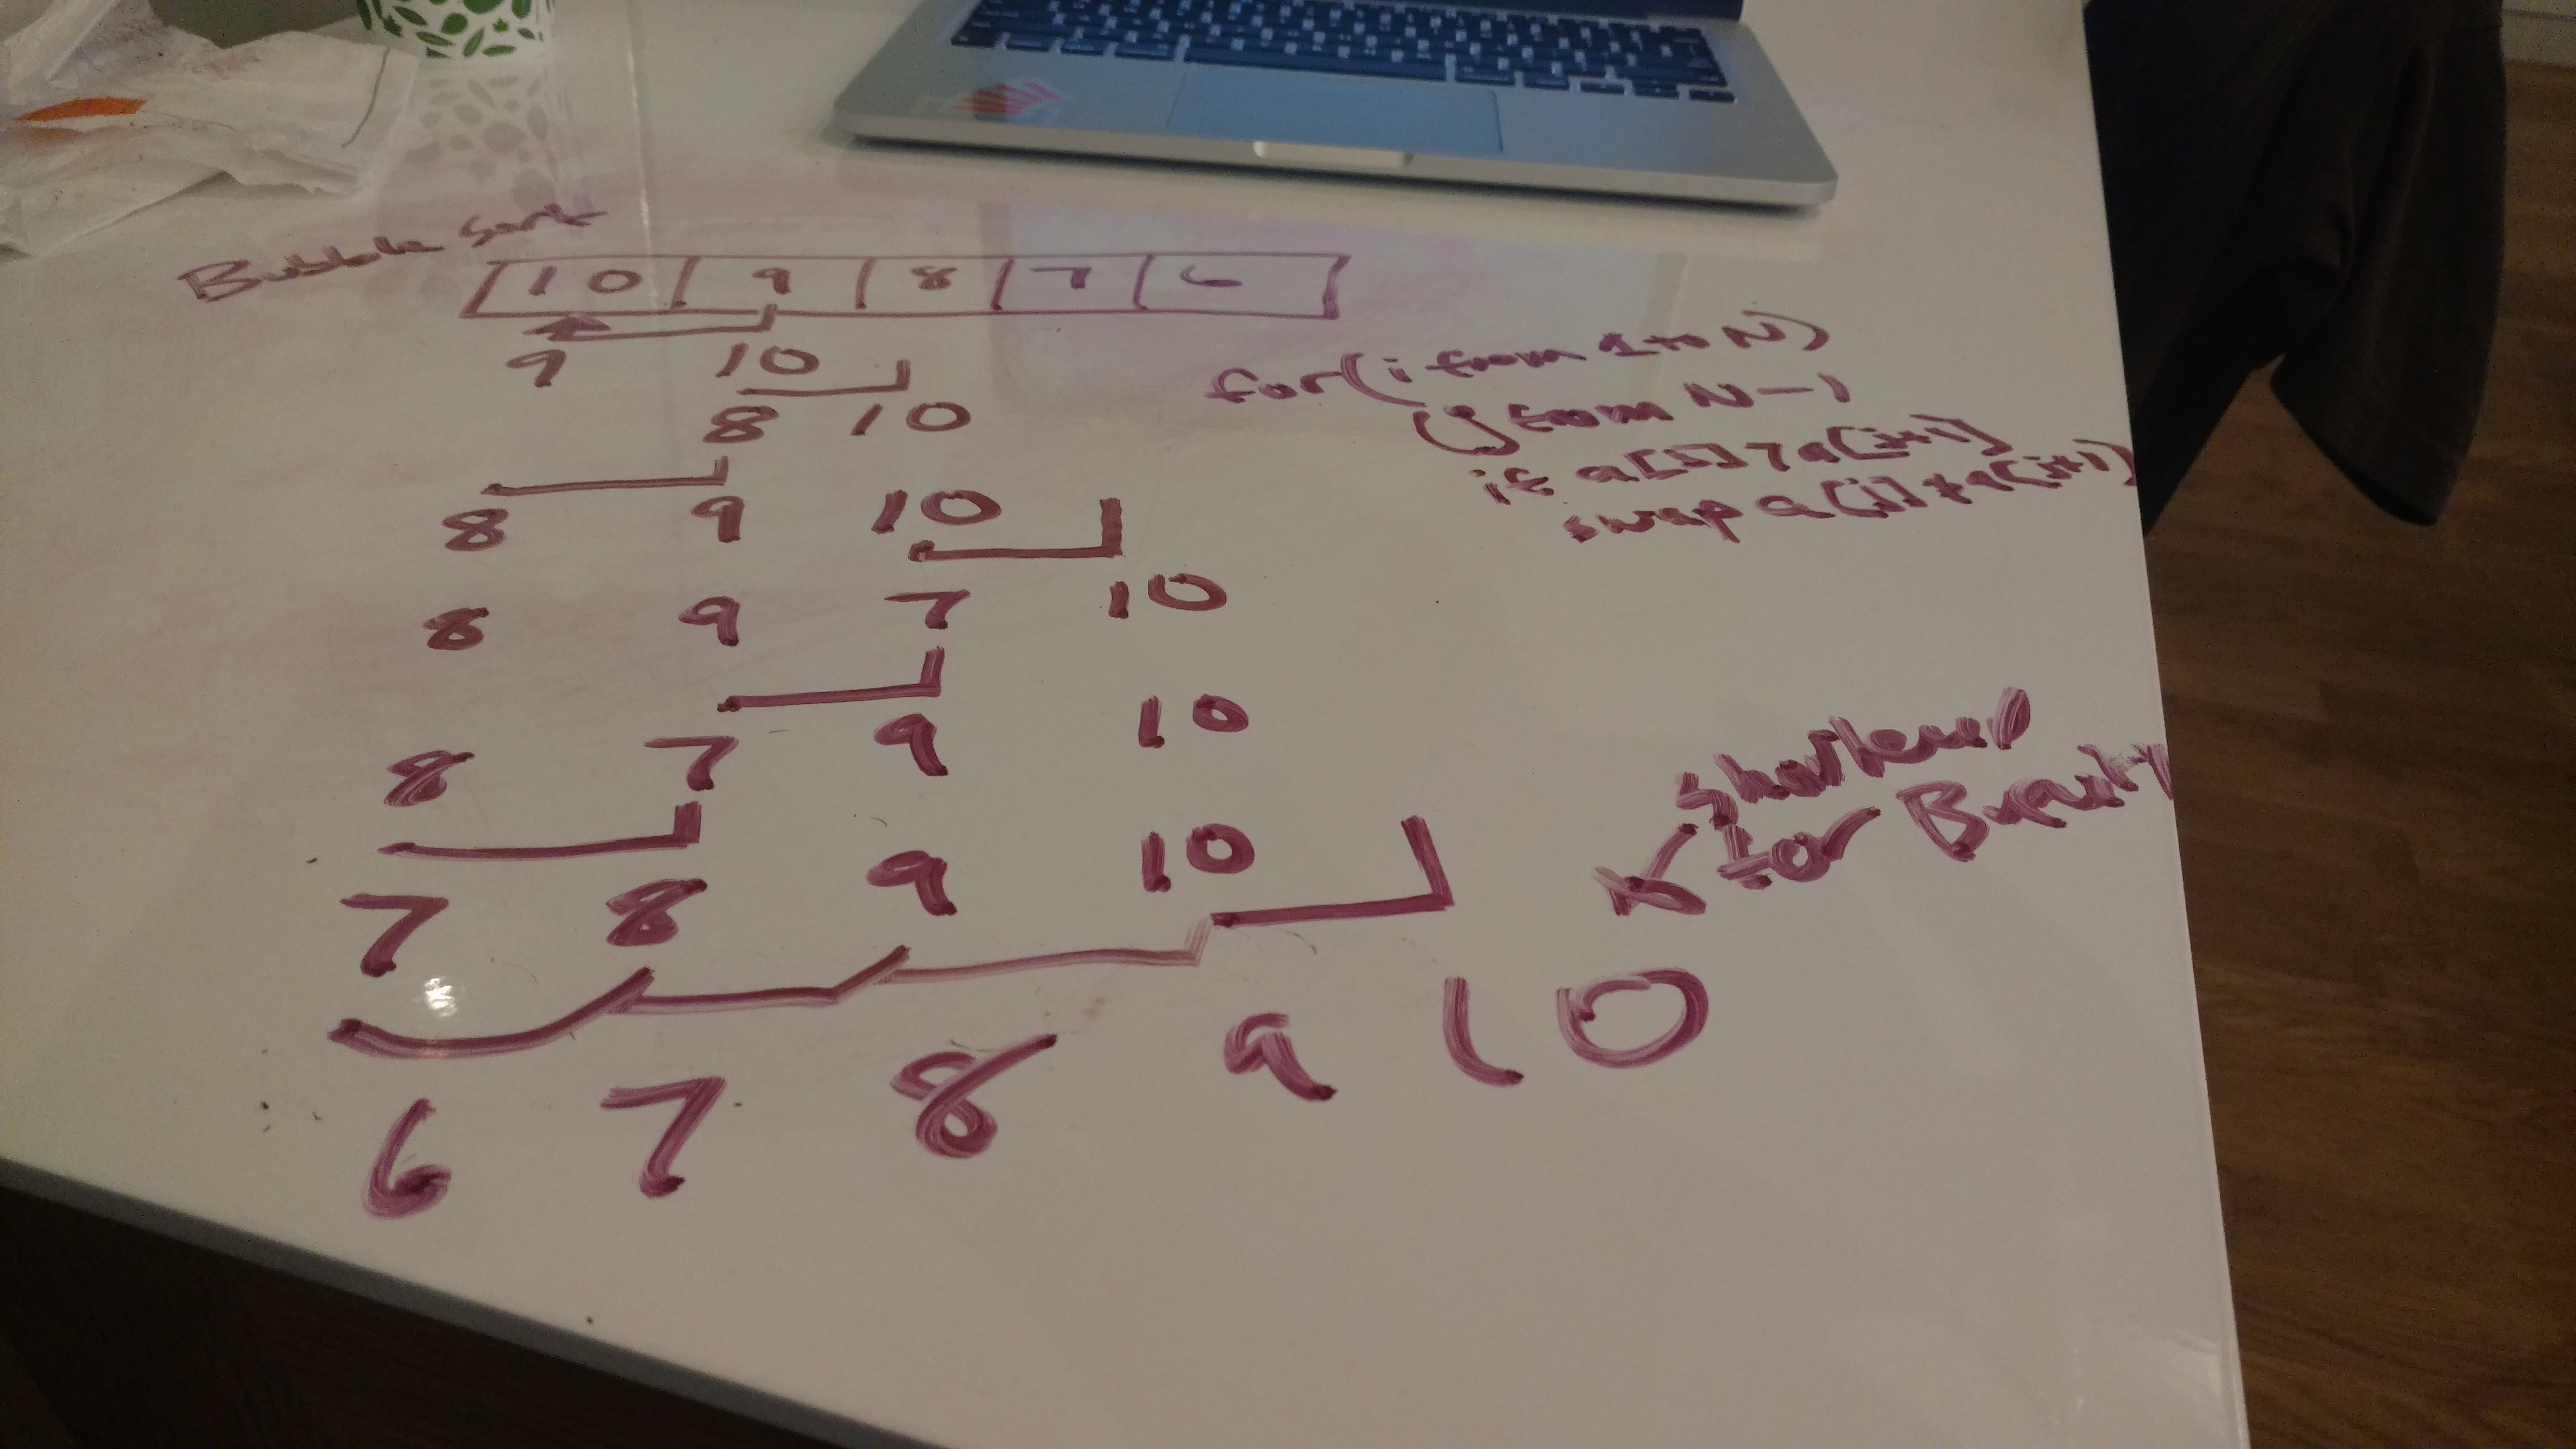 Bubble Sort
10 9 8 7 6
9 10
8 10
8 9 10
8 9 7 10
8 7 9 10
7 8 9 10
6 7 8 9 10
for(i from 1 to N)
(j from N-1
if a[j] > a[j+1]
swap a[j] + a(j+1)
* shortened
for Beauty